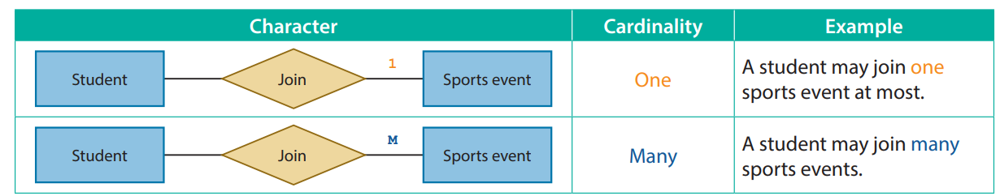 Character Cardinality Example
Student Join 1 Sports event One A student may join one
sports event at most.
Student Join M Sports event Many A student may join many
sports events.